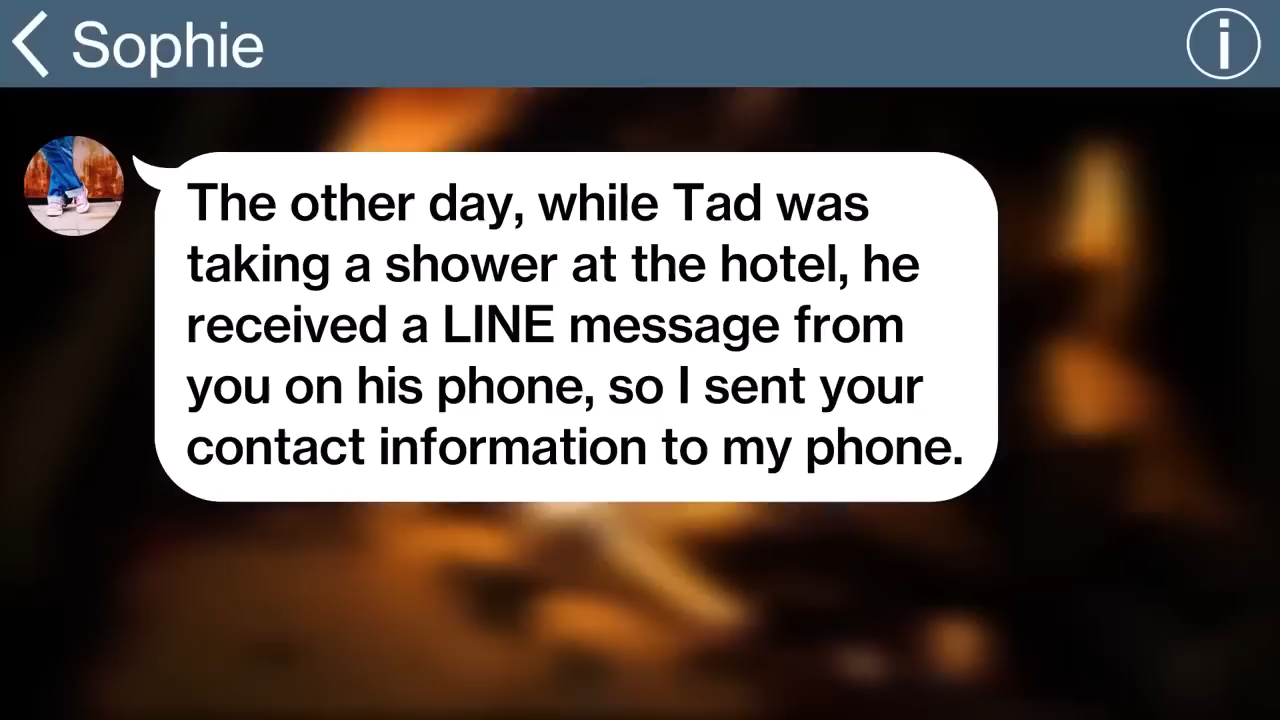 Sophie
The other day, while Tad was
taking a shower at the hotel, he
received a LINE message from
you on his phone, so I sent your
contact information to my phone.